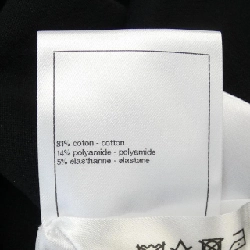 81% coton - cotton
14% polyamide - polyamide
5% elasthanne - elastane